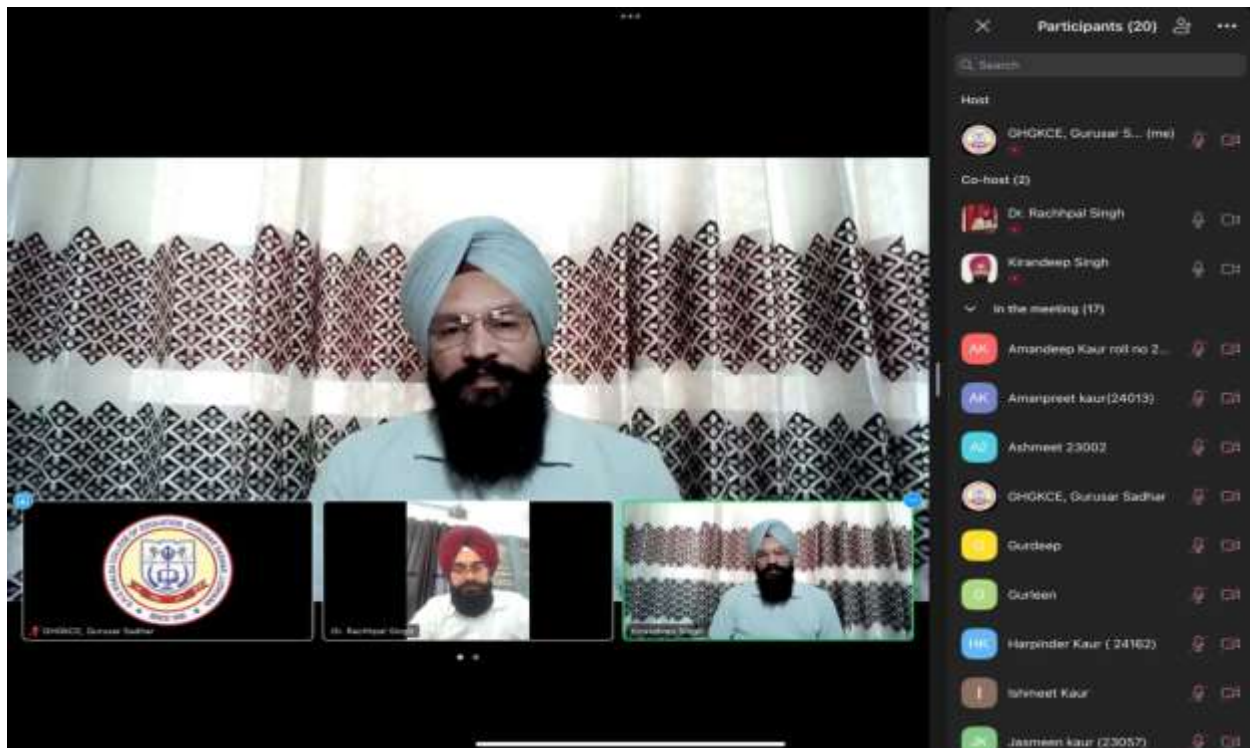 Participants (20)
Search
Host
GHGKCE, Gurusar S... (me)
Co-host (2)
Dr. Rachhpal Singh
Kirandeep Singh
In the meeting (17)
AK
Amandeep Kaur roll no 2...
AK
Amanpreet kaur(24013)
Ashmeet 23002
GHGKCE, Gurusar Sadhar
G
Gurdeep
G
Gurleen
HK
Harpinder Kaur ( 24162)
I
Ishmeet Kaur
JK
Jasmeen kaur (23057)
GHGKCE, Gurusar Sadhar
Dr. Rachhpal Singh
Kirandeep Singh